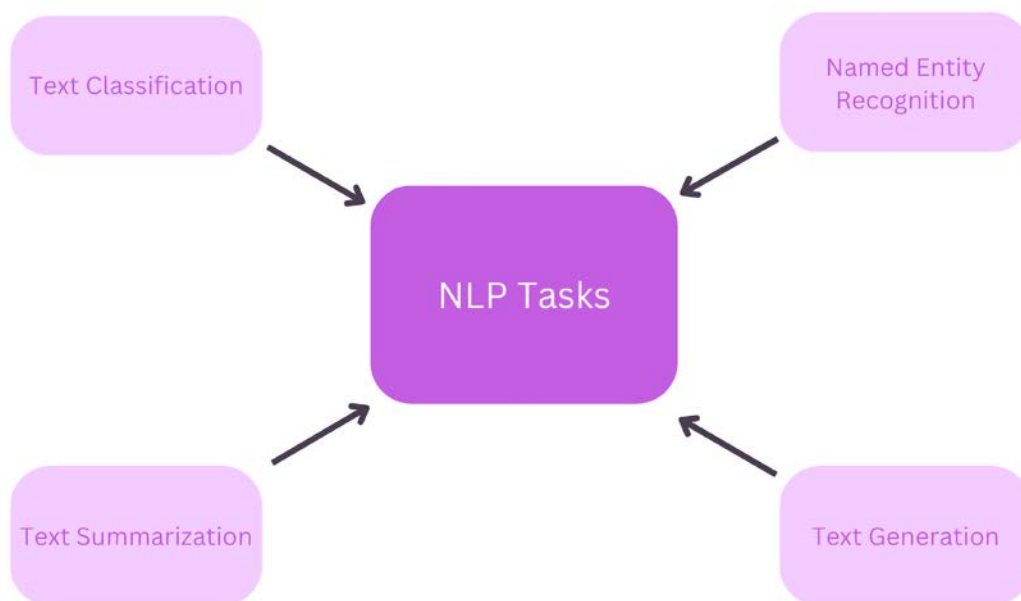 Text Classification
Named Entity
Recognition
NLP Tasks
Text Summarization
Text Generation